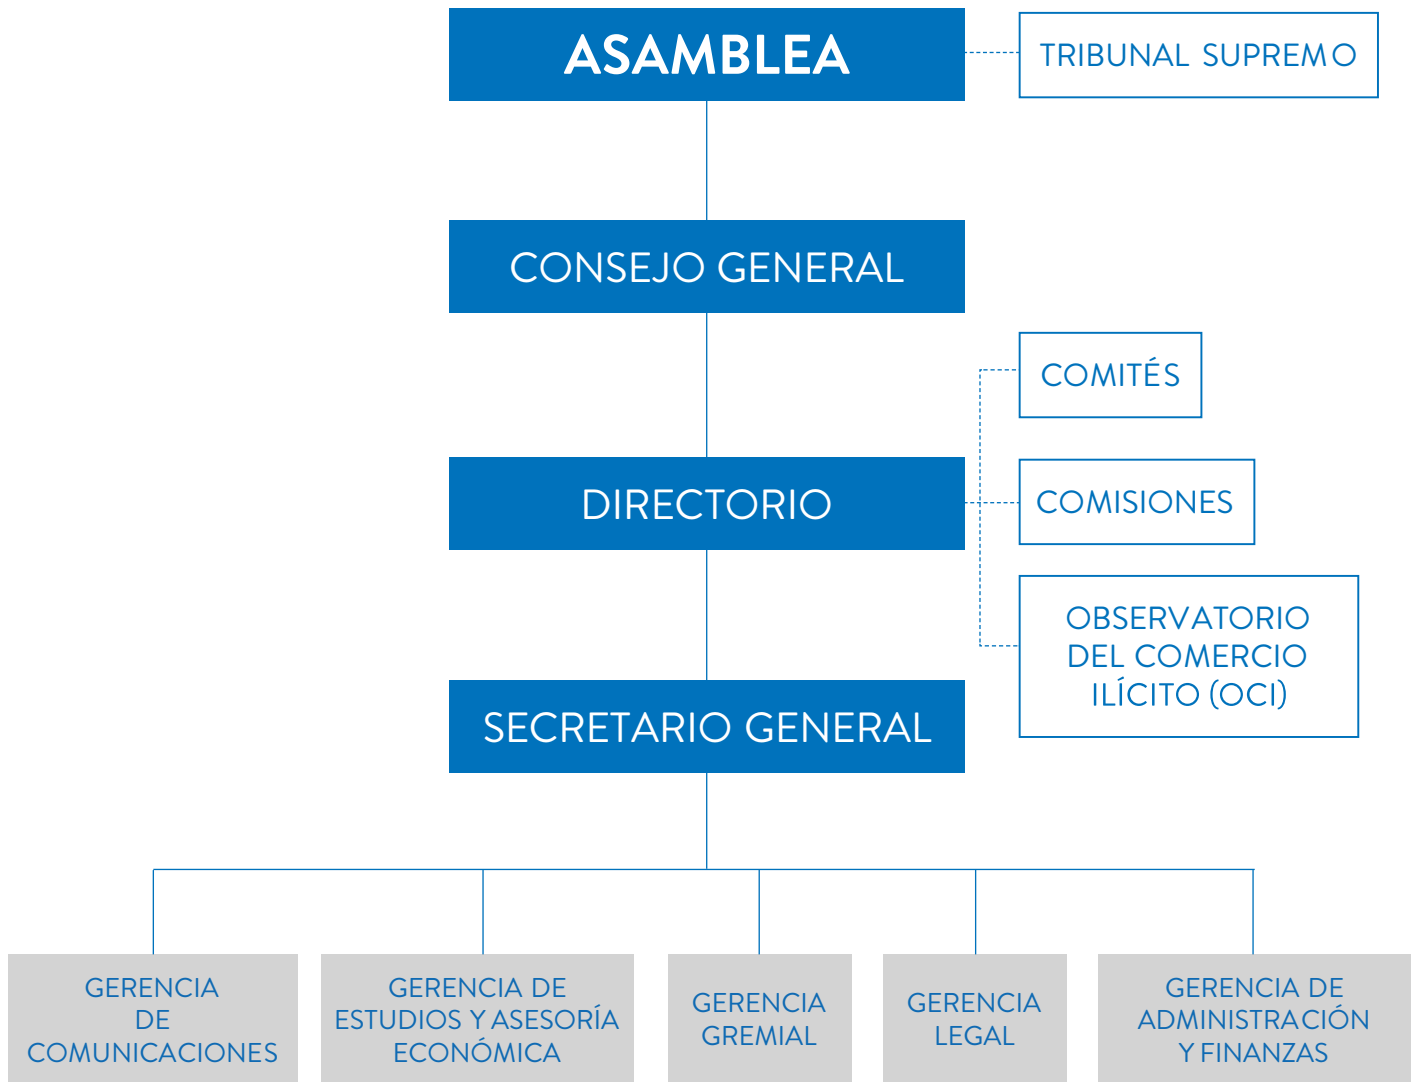 ASAMBLEA
TRIBUNAL SUPREMO
CONSEJO GENERAL
COMITÉS
DIRECTORIO
COMISIONES
OBSERVATORIO
DEL COMERCIO
ILÍCITO (OCI)
SECRETARIO GENERAL
GERENCIA
DE
COMUNICACIONES
GERENCIA DE
ESTUDIOS Y ASESORÍA
ECONÓMICA
GERENCIA
GREMIAL
GERENCIA
LEGAL
GERENCIA DE
ADMINISTRACIÓN
Y FINANZAS